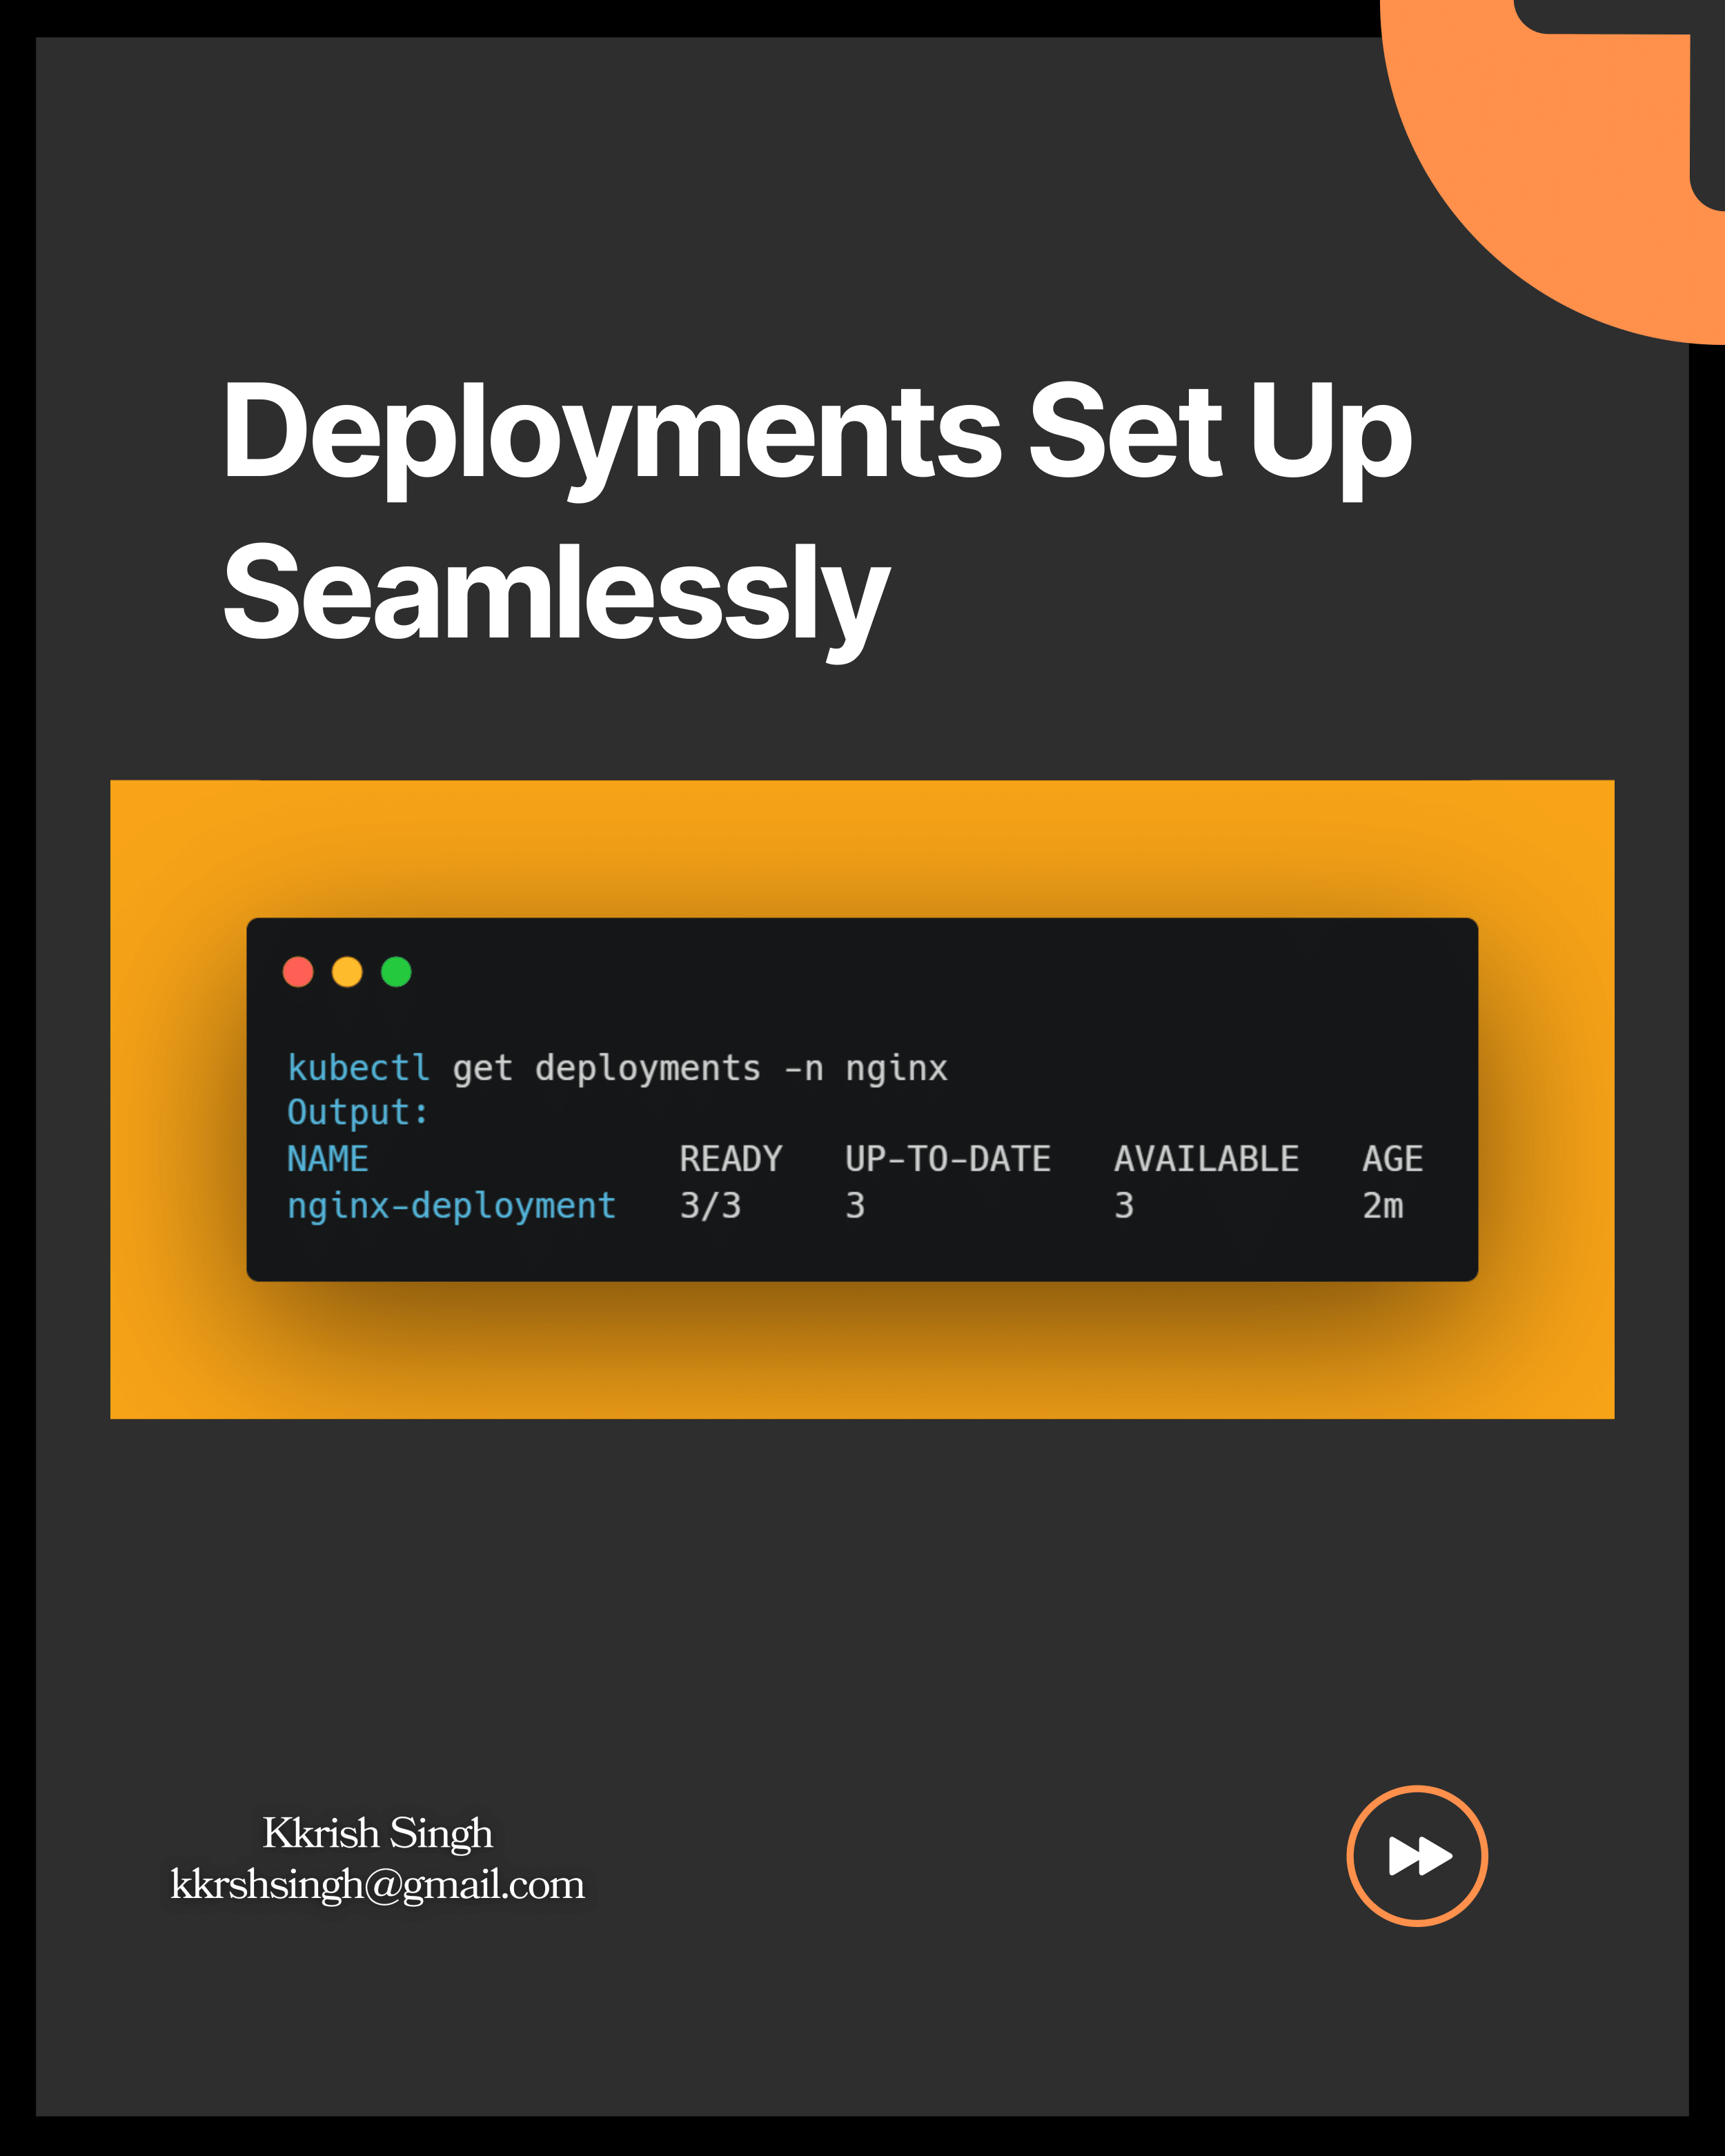 Deployments Set Up
Seamlessly
kubectl get deployments -n nginx
Output:
NAME READY UP-TO-DATE AVAILABLE AGE
nginx-deployment 3/3 3 3 2m
Kkrish Singh
kkrshsingh@gmail.com